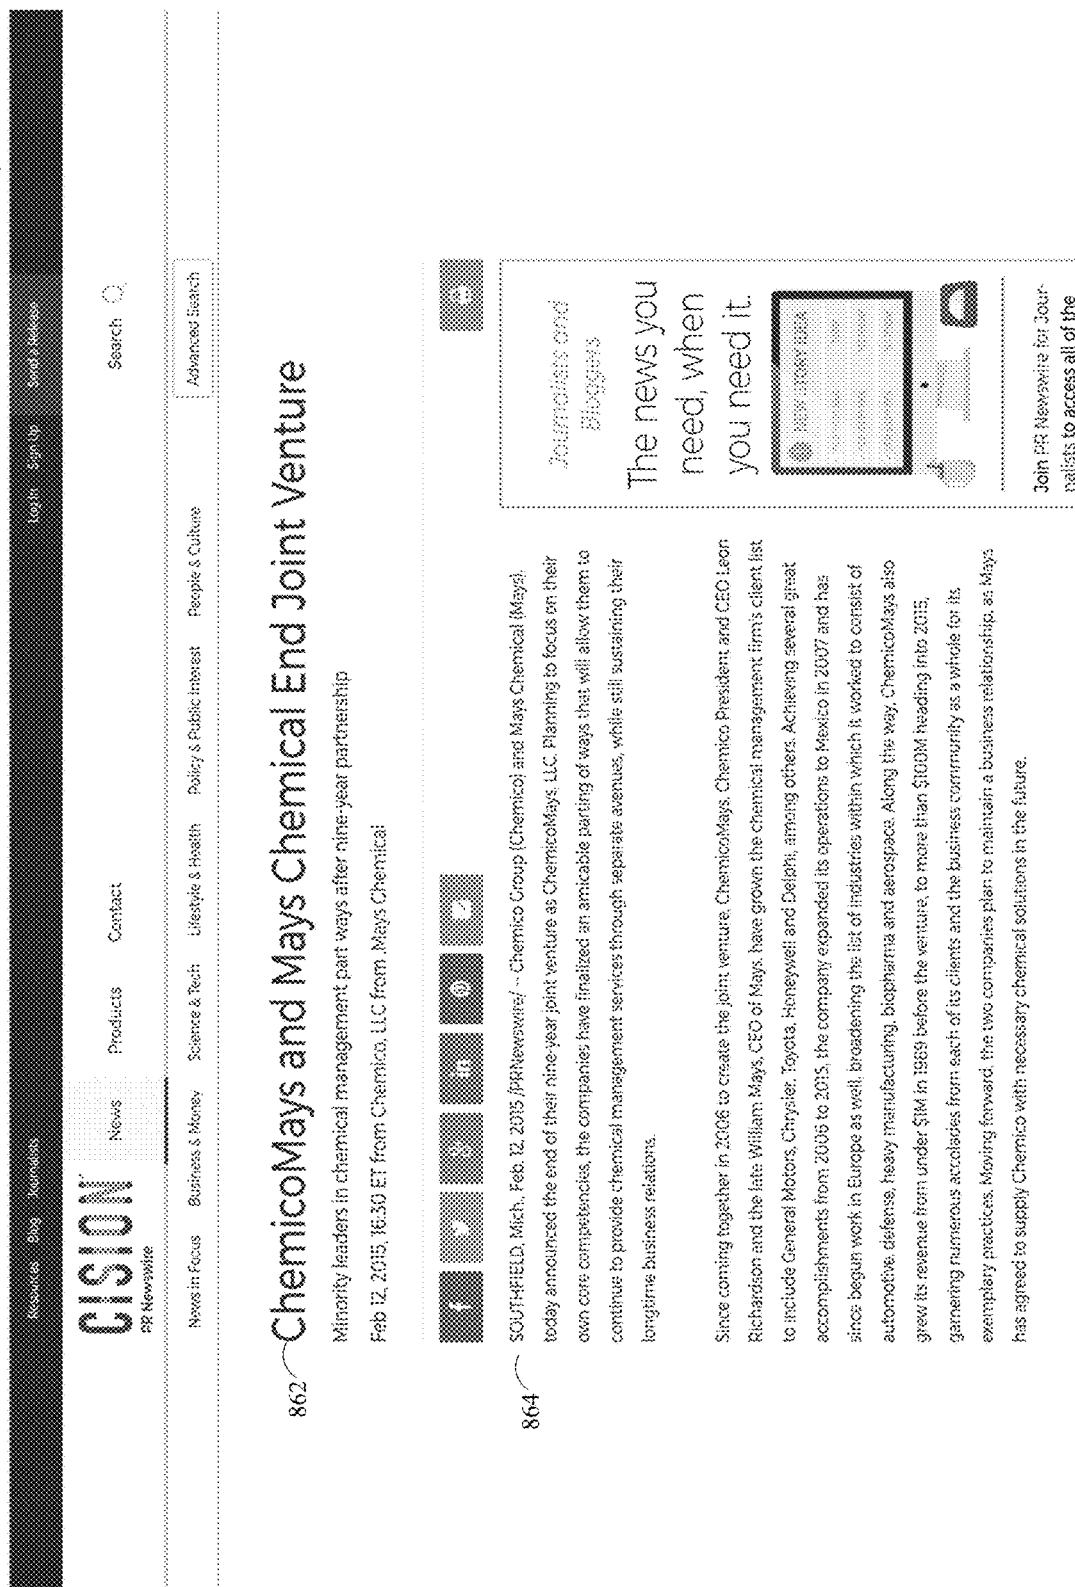 Resources Blog Journalists Log In Sign Up Send a Release
CISION
PR Newswire
News Products Contact Search
News in Focus Business & Money Science & Tech Lifestyle & Health Policy & Public Interest People & Culture Advanced Search
862 ChemicoMays and Mays Chemical End Joint Venture
Minority leaders in chemical management part ways after nine-year partnership
Feb 12, 2015, 16:30 ET from Chemico, LLC from ,Mays Chemical
864
SOUTHFIELD, Mich., Feb. 12, 2015 /PRNewswire/ -- Chemico Group (Chemico) and Mays Chemical (Mays),
today announced the end of their nine-year joint venture as ChemicoMays, LLC. Planning to focus on their
own core competencies, the companies have finalized an amicable parting of ways that will allow them to
continue to provide chemical management services through separate avenues, while still sustaining their
longtime business relations.
Since coming together in 2006 to create the joint venture, ChemicoMays, Chemico President and CEO Leon
Richardson and the late William Mays, CEO of Mays, have grown the chemical management firm's client list
to include General Motors, Chrysler, Toyota, Honeywell and Delphi, among others. Achieving several great
accomplishments from 2006 to 2015, the company expanded its operations to Mexico in 2007 and has
since begun work in Europe as well, broadening the list of industries within which it worked to consist of
automotive, defense, heavy manufacturing, biopharma and aerospace. Along the way, ChemicoMays also
grew its revenue from under $1M in 1989 before the venture, to more than $100M heading into 2015,
garnering numerous accolades from each of its clients and the business community as a whole for its
exemplary practices. Moving forward, the two companies plan to maintain a business relationship, as Mays
has agreed to supply Chemico with necessary chemical solutions in the future.
Journalists and
Bloggers
The news you
need, when
you need it.
NEW STORY IDEA
Join PR Newswire for Jour-
nalists to access all of the